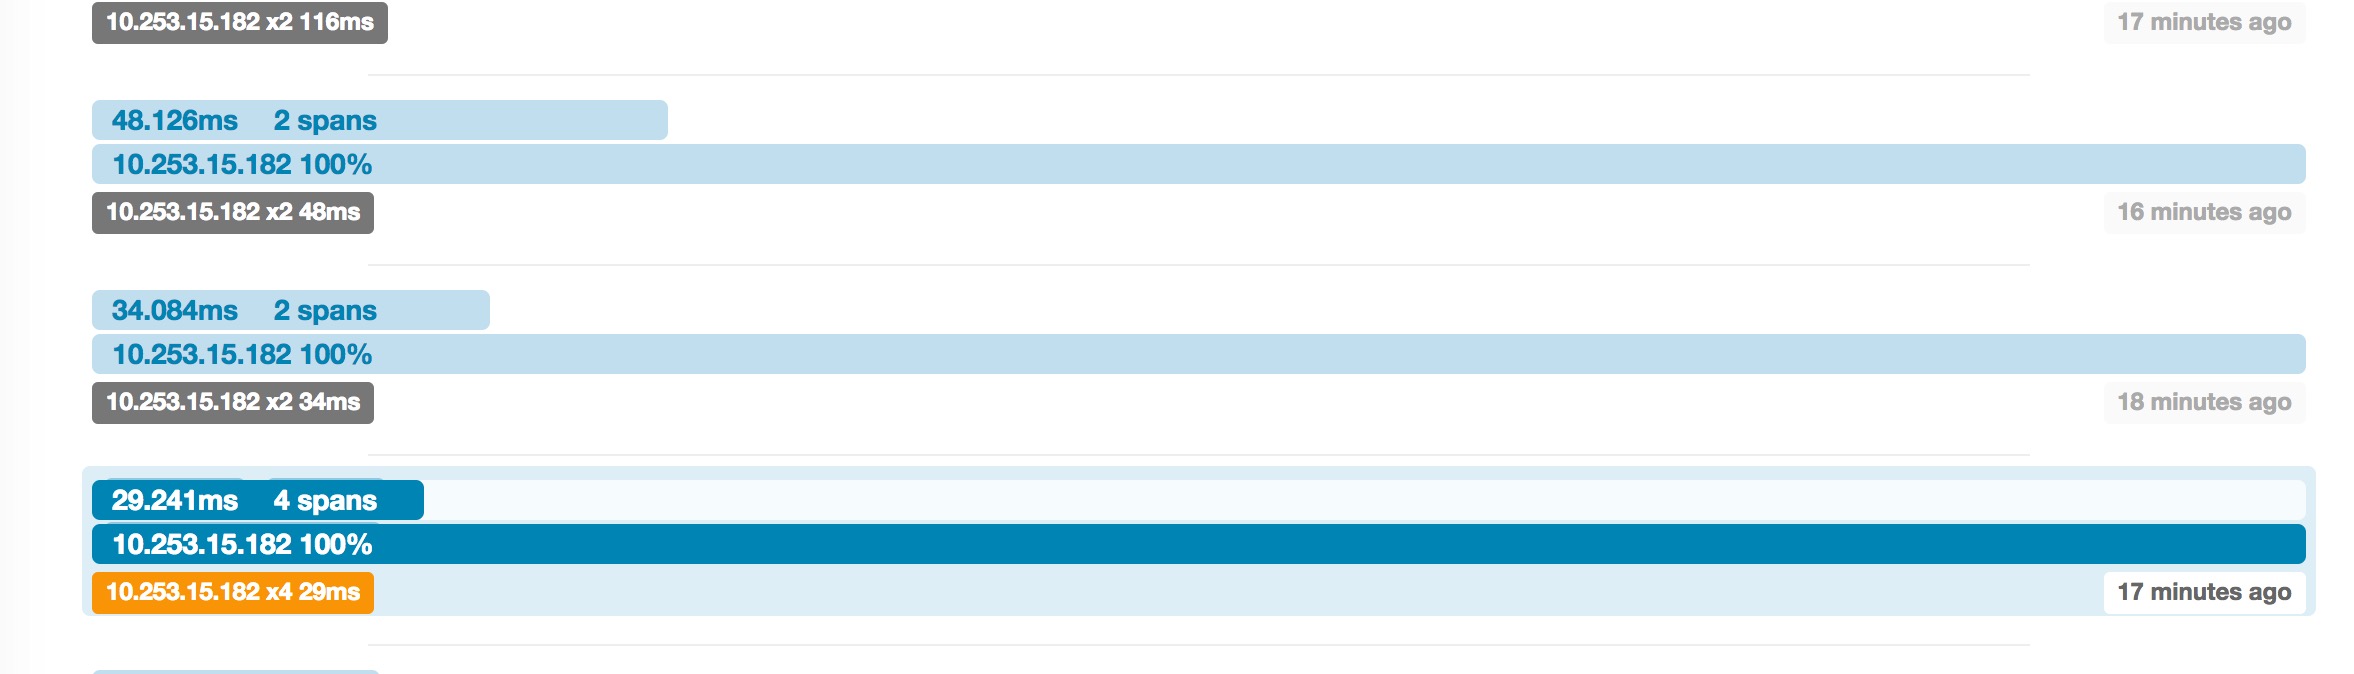 10.253.15.182 x2 116ms 17 minutes ago
48.126ms 2 spans
10.253.15.182 100%
10.253.15.182 x2 48ms 16 minutes ago
34.084ms 2 spans
10.253.15.182 100%
10.253.15.182 x2 34ms 18 minutes ago
29.241ms 4 spans
10.253.15.182 100%
10.253.15.182 x4 29ms 17 minutes ago